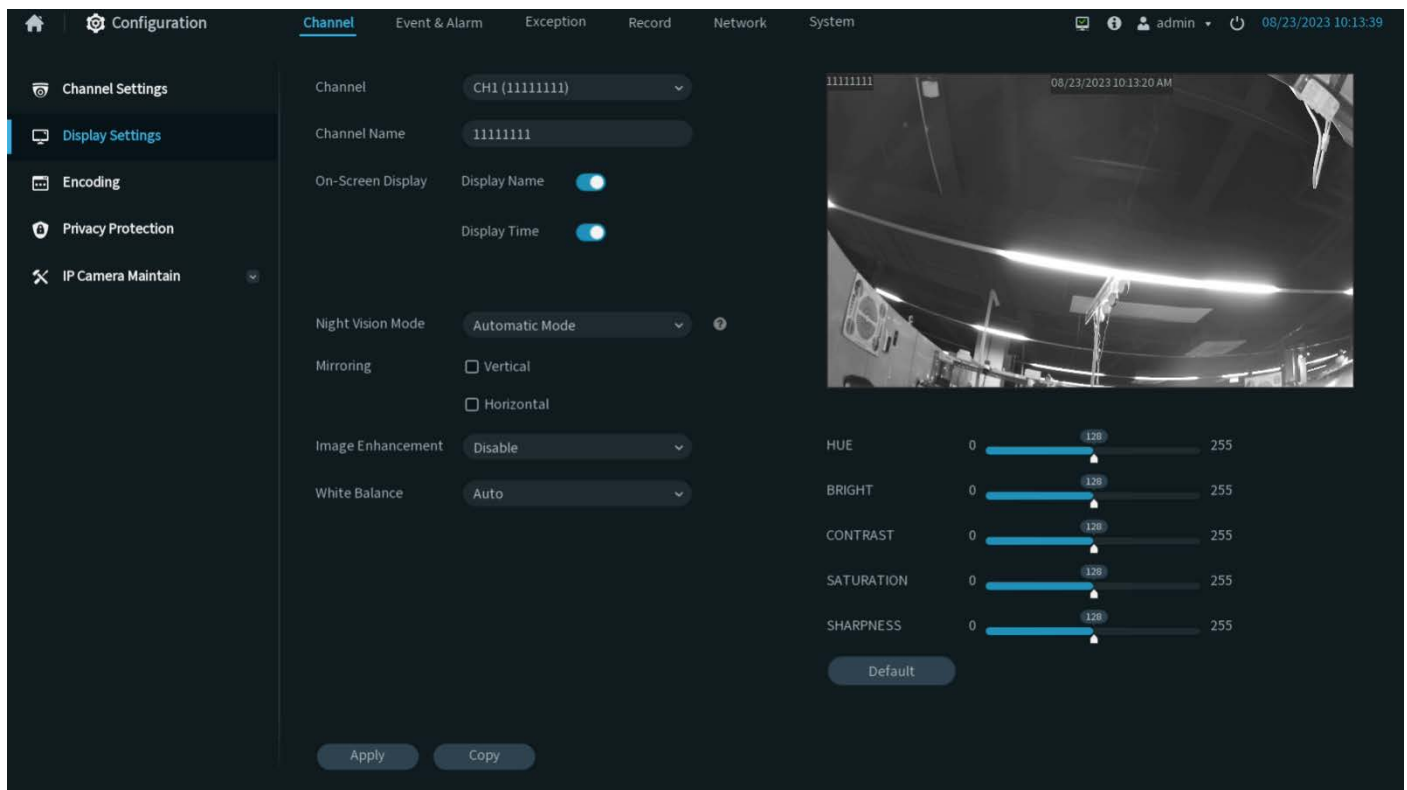 Configuration Channel Event & Alarm Exception Record Network System admin 08/23/2023 10:13:39
Channel Settings
Display Settings
Encoding
Privacy Protection
IP Camera Maintain
Channel CH1 (11111111)
Channel Name 11111111
On-Screen Display Display Name
Display Time
Night Vision Mode Automatic Mode
Mirroring Vertical
Horizontal
Image Enhancement Disable
White Balance Auto
11111111 08/23/2023 10:13:20 AM
HUE 0 128 255
BRIGHT 0 128 255
CONTRAST 0 128 255
SATURATION 0 128 255
SHARPNESS 0 128 255
Default
Apply Copy